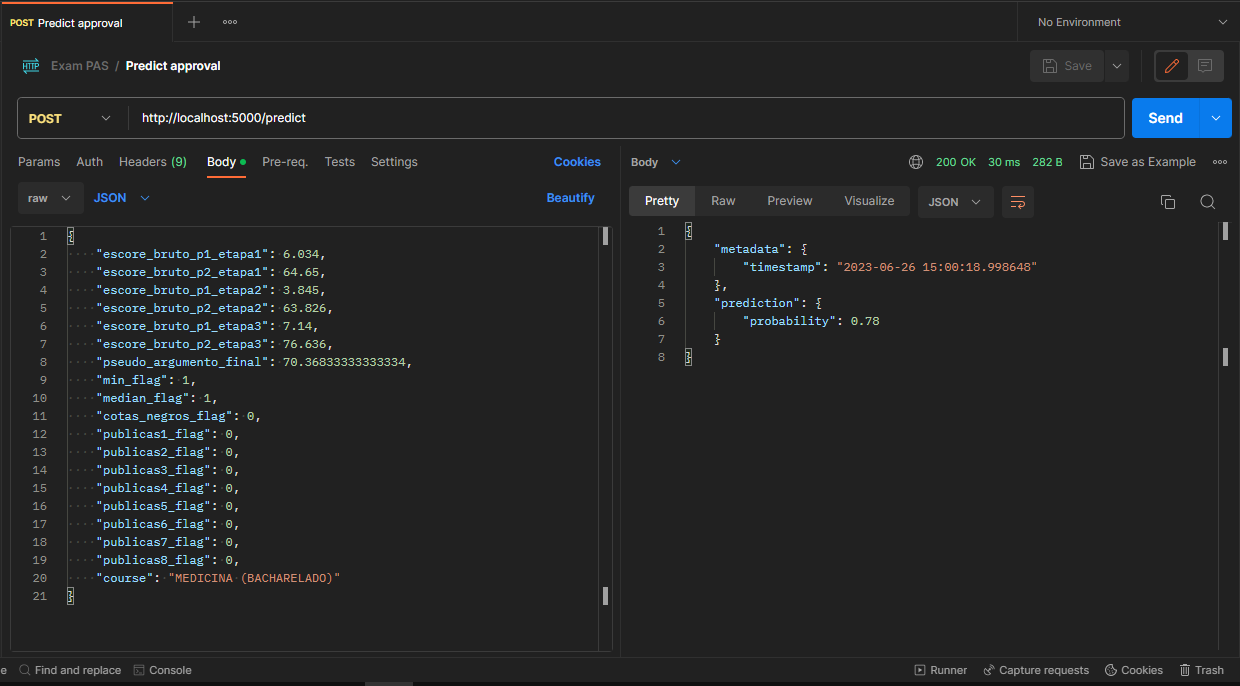 POST Predict approval
No Environment
HTTP Exam PAS / Predict approval
Save
POST http://localhost:5000/predict
Send
Params Auth Headers (9) Body Pre-req. Tests Settings Cookies
raw JSON Beautify
1 {
2 "escore_bruto_p1_etapa1": 6.034,
3 "escore_bruto_p2_etapa1": 64.65,
4 "escore_bruto_p1_etapa2": 3.845,
5 "escore_bruto_p2_etapa2": 63.826,
6 "escore_bruto_p1_etapa3": 7.14,
7 "escore_bruto_p2_etapa3": 76.636,
8 "pseudo_argumento_final": 70.36833333333334,
9 "min_flag": 1,
10 "median_flag": 1,
11 "cotas_negros_flag": 0,
12 "publicas1_flag": 0,
13 "publicas2_flag": 0,
14 "publicas3_flag": 0,
15 "publicas4_flag": 0,
16 "publicas5_flag": 0,
17 "publicas6_flag": 0,
18 "publicas7_flag": 0,
19 "publicas8_flag": 0,
20 "course": "MEDICINA (BACHARELADO)"
21 }
Body 200 OK 30 ms 282 B Save as Example
Pretty Raw Preview Visualize JSON
1 {
2 "metadata": {
3 "timestamp": "2023-06-26 15:00:18.998648"
4 },
5 "prediction": {
6 "probability": 0.78
7 }
8 }
e Find and replace Console Runner Capture requests Cookies Trash